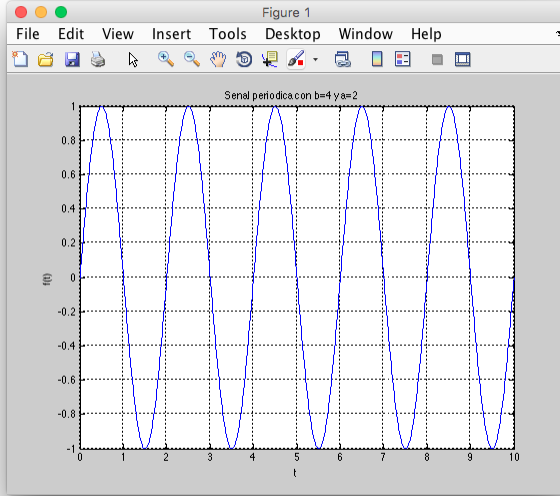 Figure 1
File Edit View Insert Tools Desktop Window Help
Senal periodica con b=4 y a=2
1
0.8
0.6
0.4
0.2
0
-0.2
-0.4
-0.6
-0.8
-1
f(t)
0 1 2 3 4 5 6 7 8 9 10
t